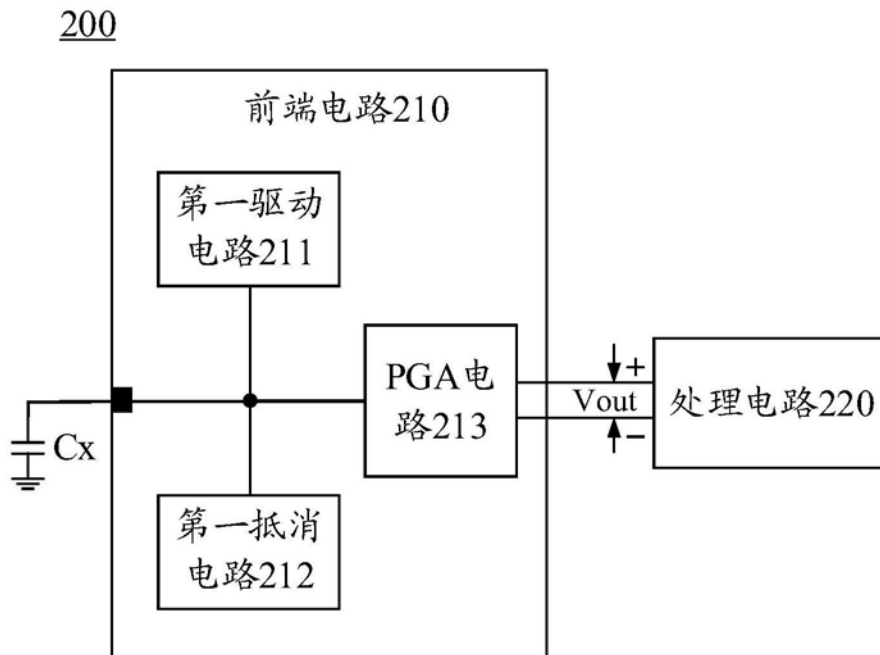 200
前端电路210
第一驱动
电路211
PGA电
路213
+
Vout
−
处理电路220
Cx
第一抵消
电路212